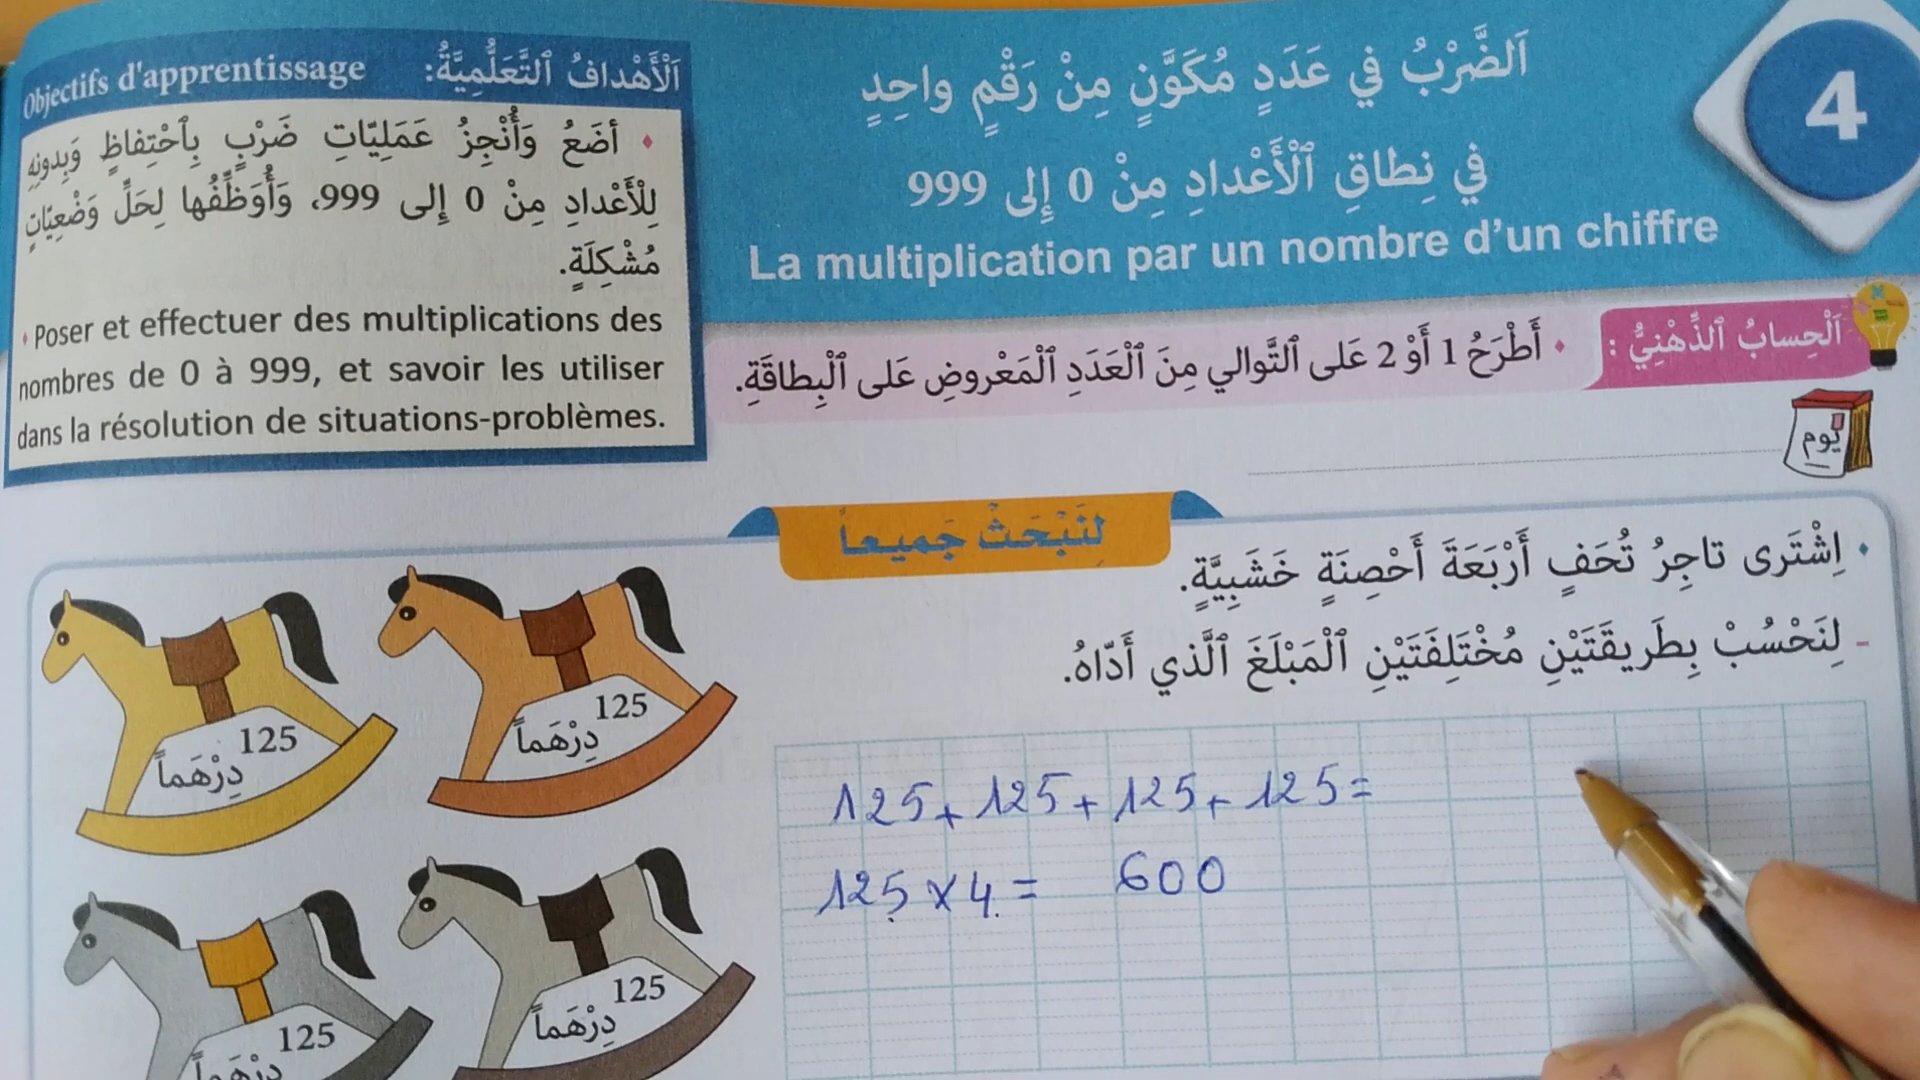 4
اَلضَّرْبُ في عَدَدٍ مُكَوَّنٍ مِنْ رَقْمٍ واحِدٍ
في نِطاقِ ٱلْأَعْدادِ مِنْ 0 إِلى 999
La multiplication par un nombre d’un chiffre
Objectifs d'apprentissage اَلْأَهْدافُ ٱلتَّعَلُّمِيَّةُ:
• أضَعُ وَأُنْجِزُ عَمَلِيّاتِ ضَرْبٍ بِٱحْتِفاظٍ وَبِدونِهِ
لِلْأَعْدادِ مِنْ 0 إِلى 999، وَأُوَظِّفُها لِحَلِّ وَضْعِيّاتٍ
مُشْكِلَةٍ.
• Poser et effectuer des multiplications des
nombres de 0 à 999, et savoir les utiliser
dans la résolution de situations-problèmes.
اَلْحِسابُ ٱلذِّهْنِيُّ :
• أَطْرَحُ 1 أَوْ 2 عَلى ٱلتَّوالي مِنَ ٱلْعَدَدِ ٱلْمَعْروضِ عَلى ٱلْبِطاقَةِ.
يوم
لِنَبْحَثْ جَميعاً
• اِشْتَرى تاجِرُ تُحَفٍ أَرْبَعَةَ أَحْصِنَةٍ خَشَبِيَّةٍ.
- لِنَحْسُبْ بِطَريقَتَيْنِ مُخْتَلِفَتَيْنِ ٱلْمَبْلَغَ ٱلَّذي أَدّاهُ.
125
دِرْهَماً
125
دِرْهَماً
125
دِرْهَماً
125
دِرْهَماً
125 + 125 + 125 + 125 =
125 x 4 = 600